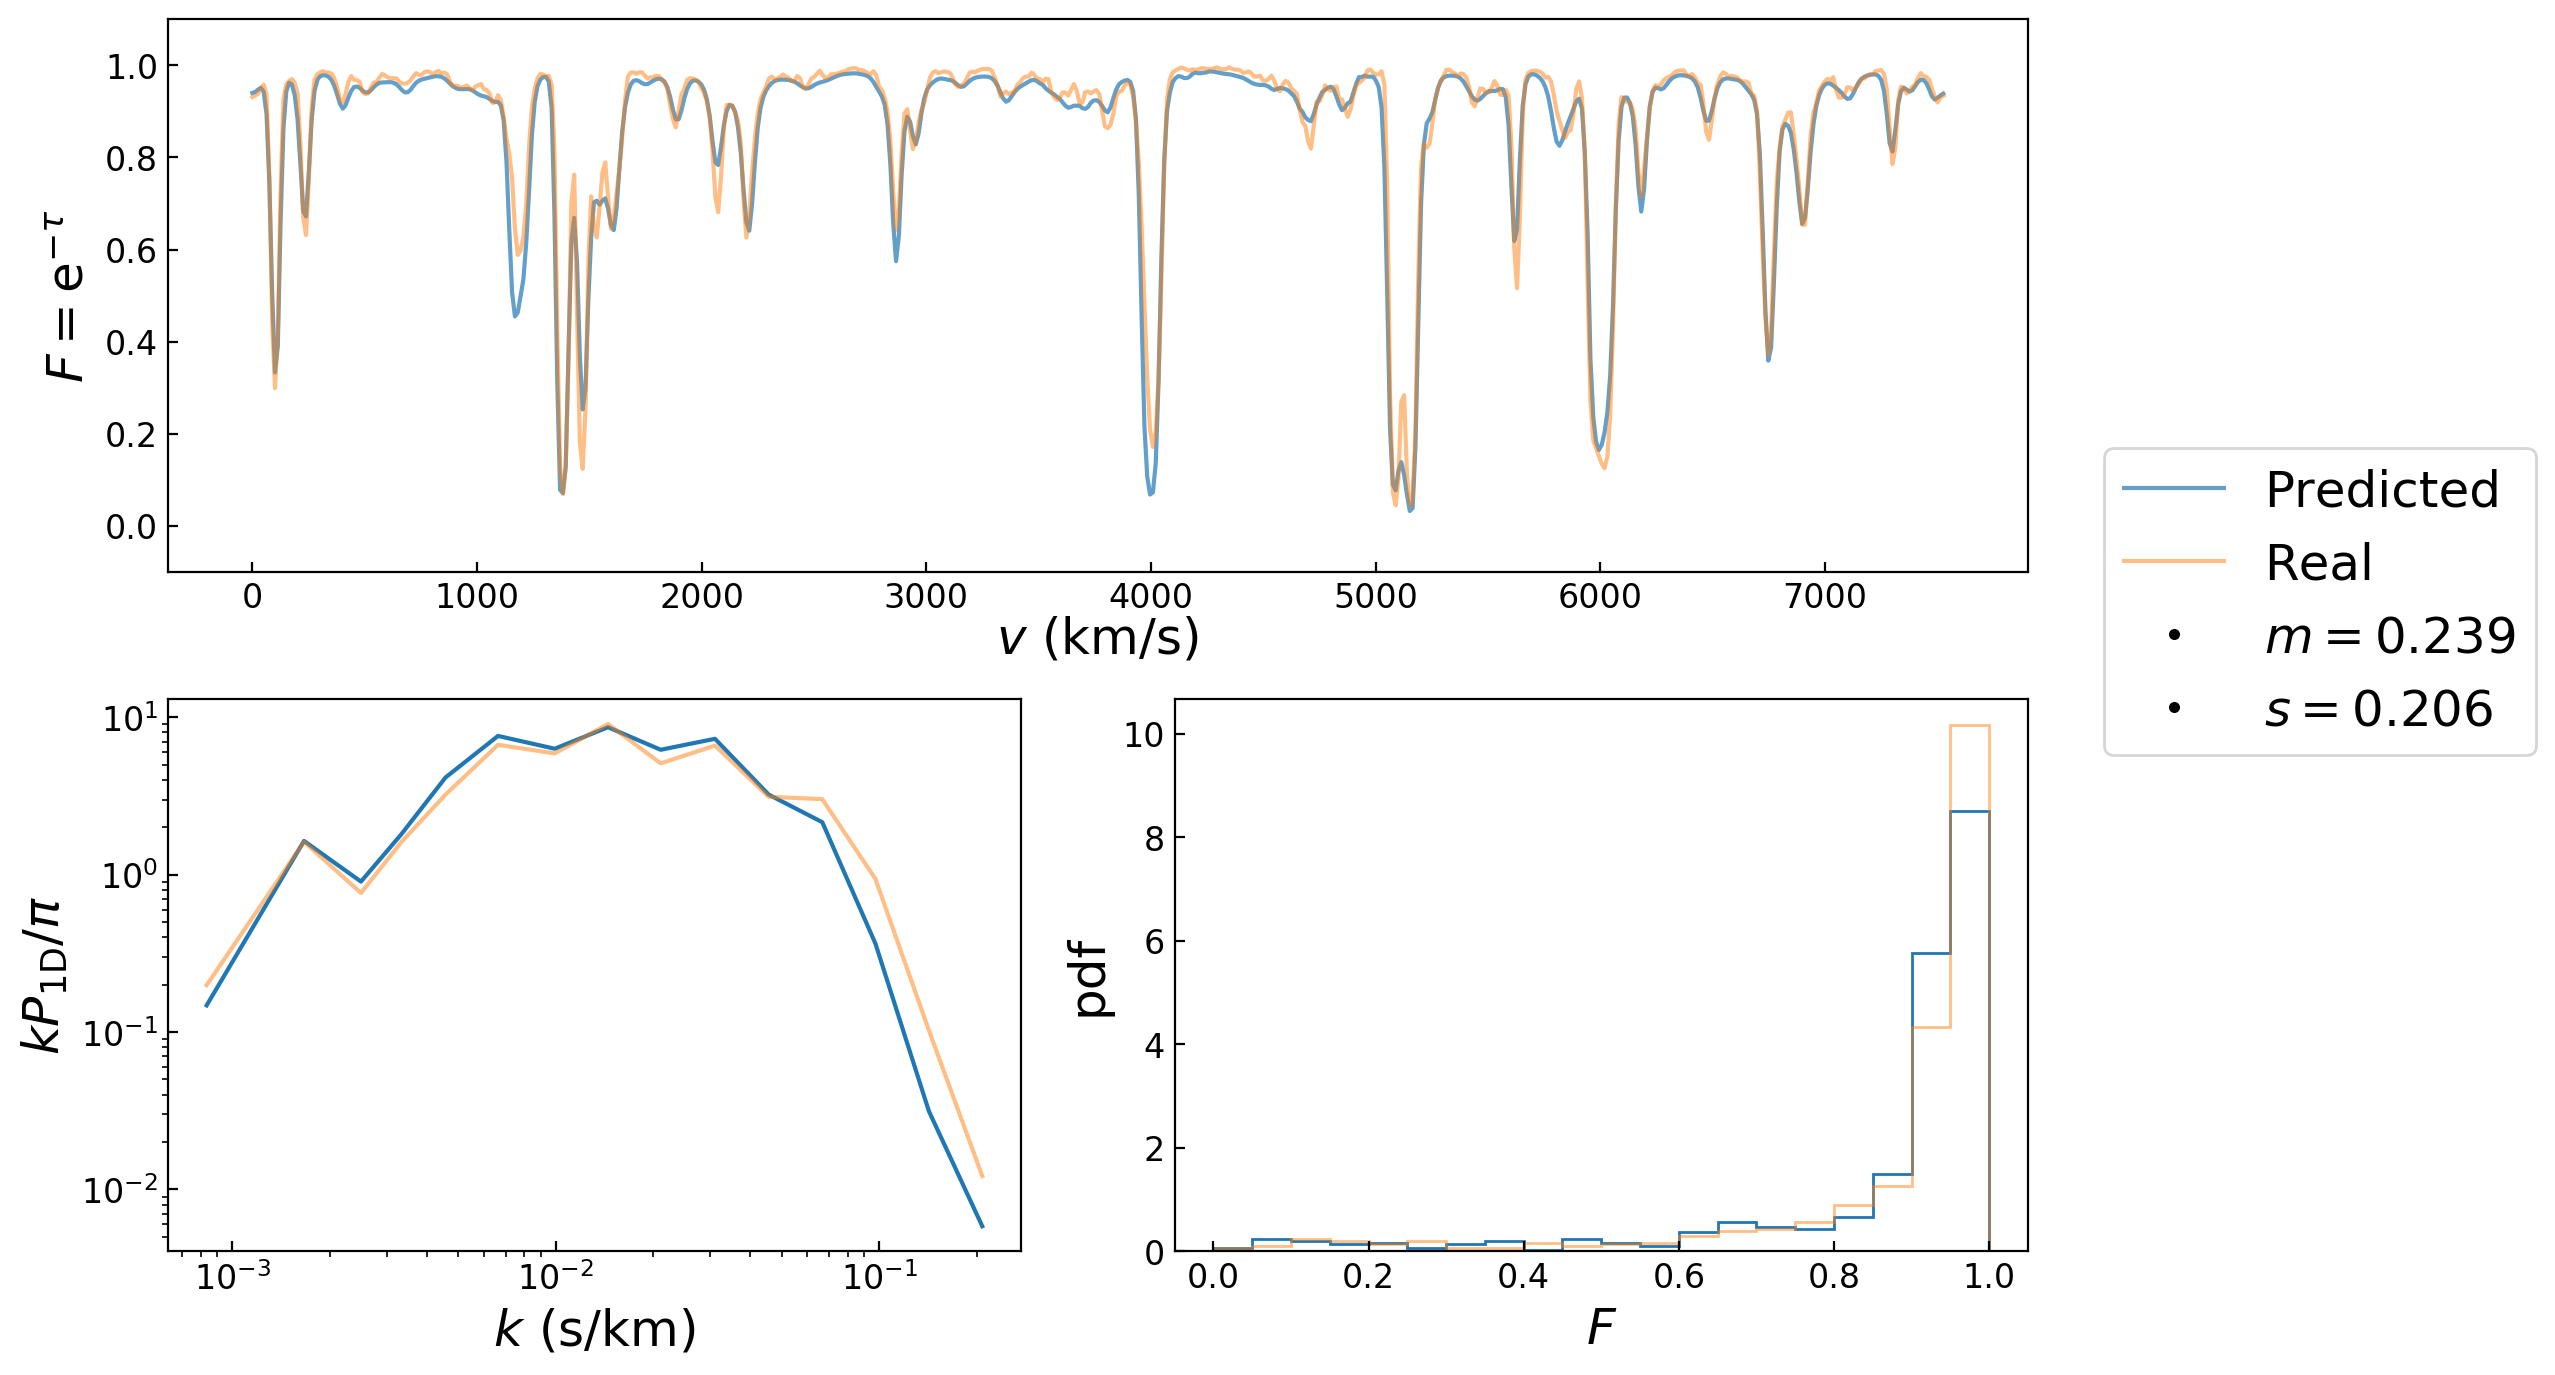 1.0
0.8
0.6
0.4
0.2
0.0
F = e^{−τ}
0 1000 2000 3000 4000 5000 6000 7000
v (km/s)
Predicted
Real
m = 0.239
s = 0.206
10^1
10^0
10^{−1}
10^{−2}
kP_{1D}/π
10^{−3} 10^{−2} 10^{−1}
k (s/km)
10
8
6
4
2
0
pdf
0.0 0.2 0.4 0.6 0.8 1.0
F